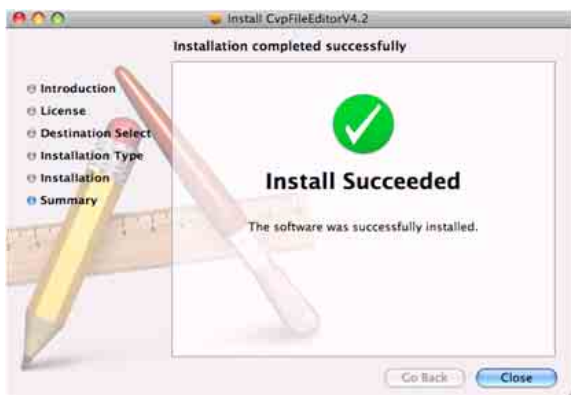 Install CvpFileEditorV4.2
Installation completed successfully
Introduction
License
Destination Select
Installation Type
Installation
Summary
Install Succeeded
The software was successfully installed.
Go Back
Close